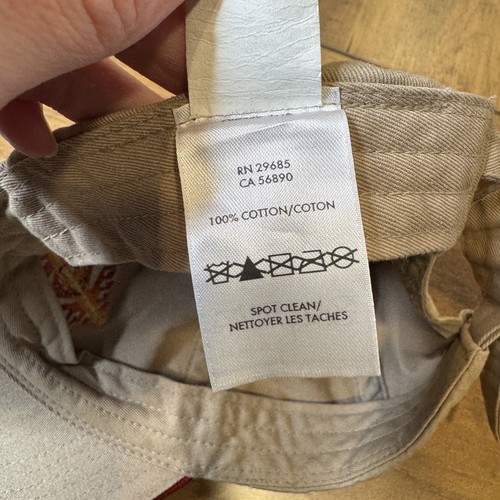 RN 29685
CA 56890
100% COTTON/COTON
SPOT CLEAN/
NETTOYER LES TACHES